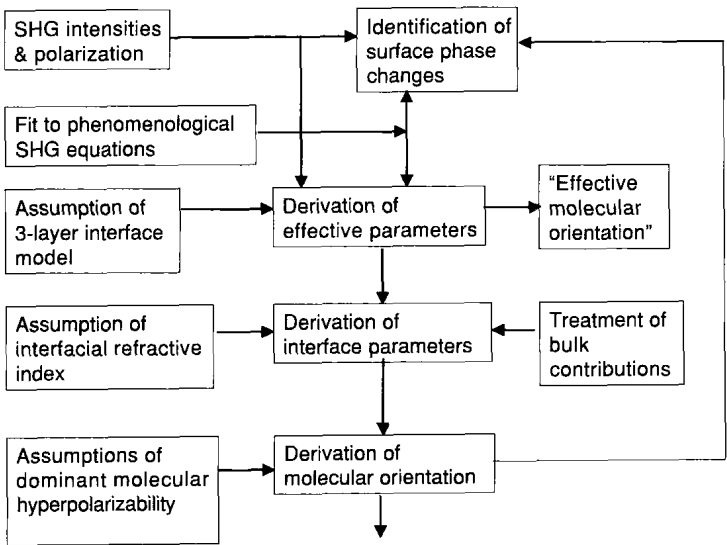 SHG intensities
& polarization
Identification of
surface phase
changes
Fit to phenomenological
SHG equations
Assumption of
3-layer interface
model
Derivation of
effective parameters
“Effective
molecular
orientation”
Assumption of
interfacial refractive
index
Derivation of
interface parameters
Treatment of
bulk
contributions
Assumptions of
dominant molecular
hyperpolarizability
Derivation of
molecular orientation